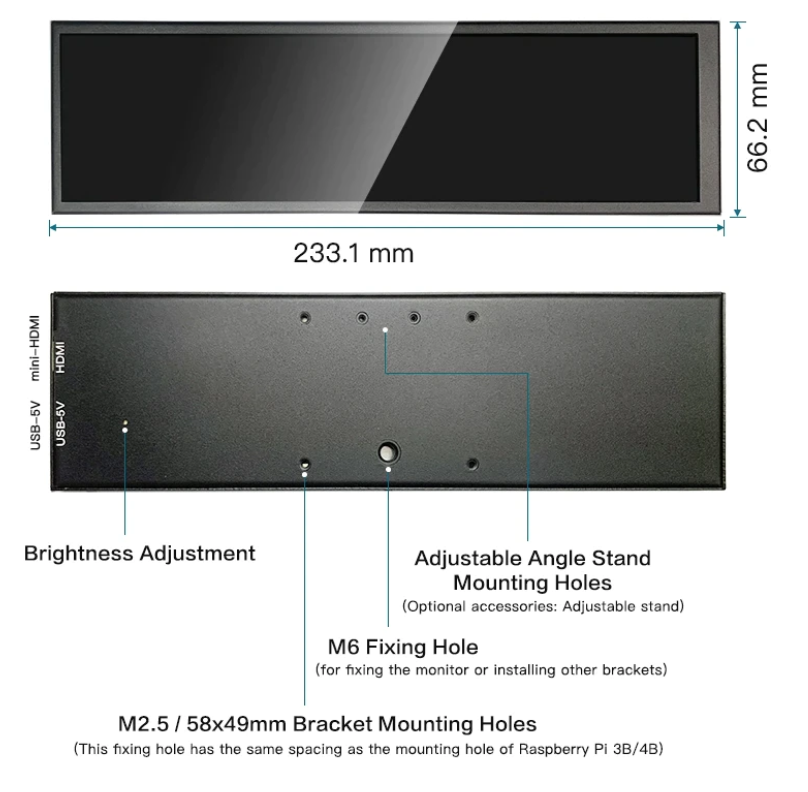 66.2 mm
233.1 mm
mini-HDMI
HDMI
USB-5V
USB-5V
Brightness Adjustment
Adjustable Angle Stand
Mounting Holes
(Optional accessories: Adjustable stand)
M6 Fixing Hole
(for fixing the monitor or installing other brackets)
M2.5 / 58x49mm Bracket Mounting Holes
(This fixing hole has the same spacing as the mounting hole of Raspberry Pi 3B/4B)